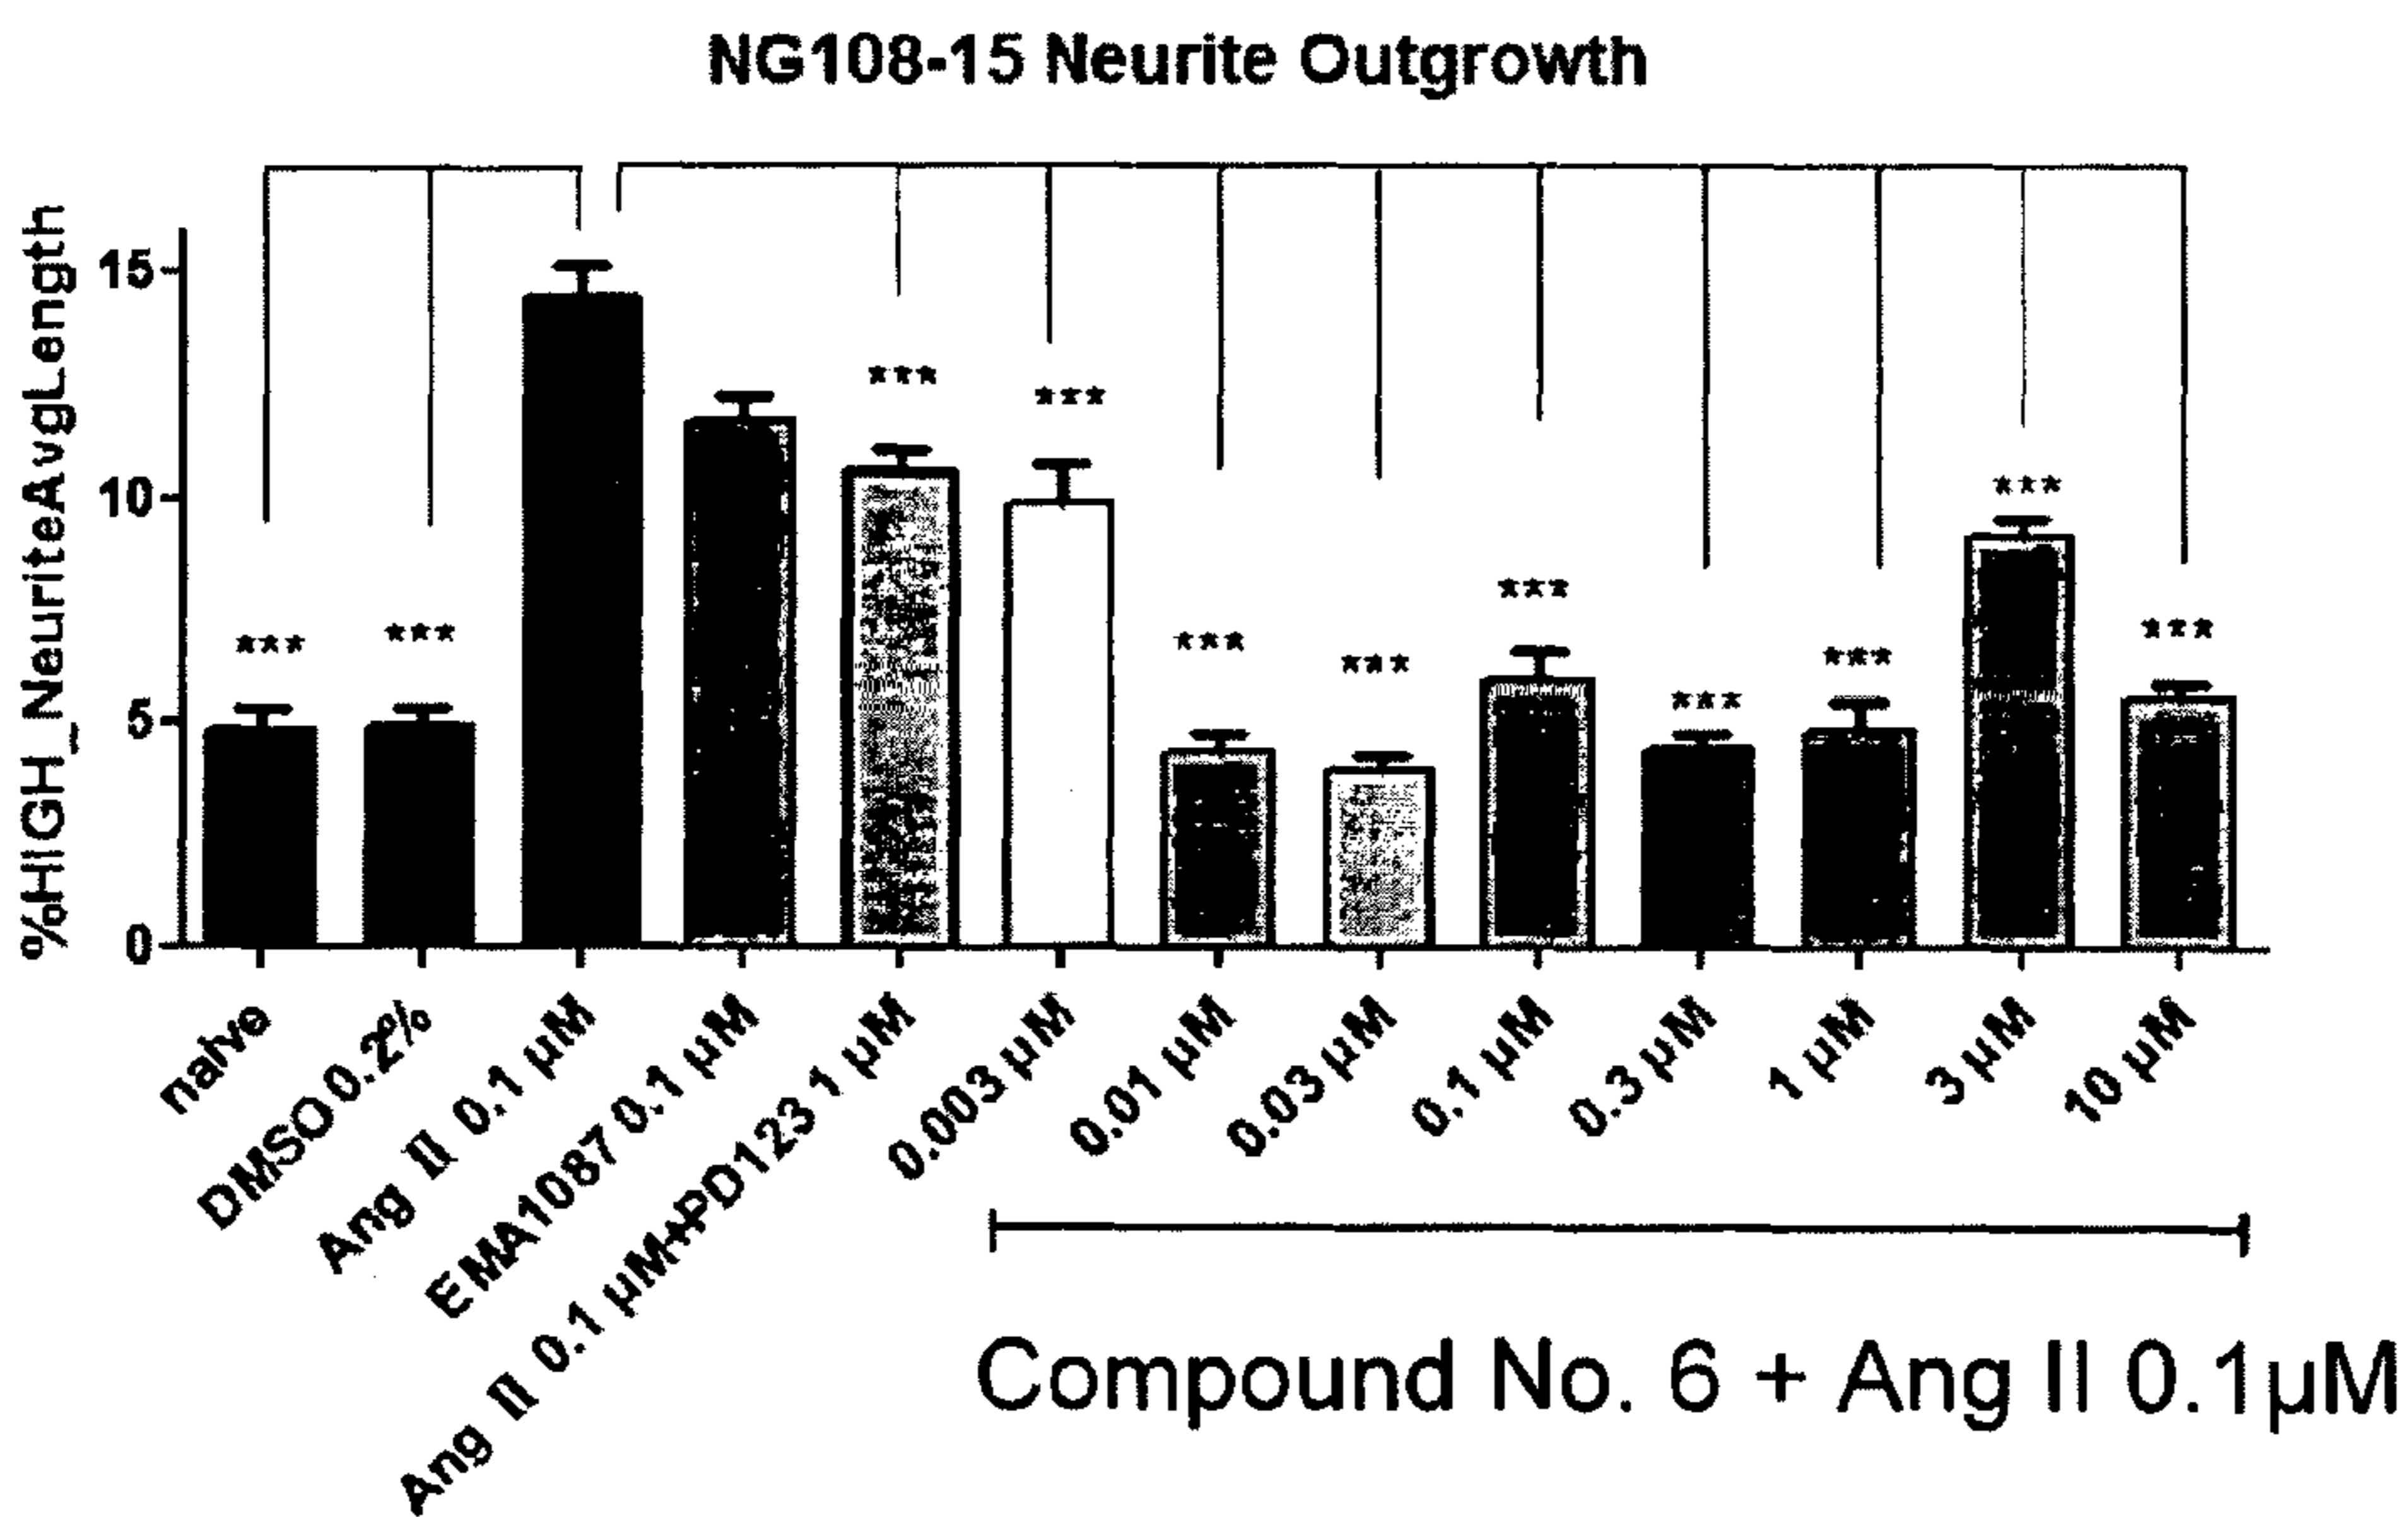 NG108-15 Neurite Outgrowth
%HIGH_NeuriteAvgLength
15
10
5
0
***
***
***
***
***
***
***
***
***
***
***
naive
DMSO 0.2%
Ang II 0.1 µM
EMA1087 0.1 µM
Ang II 0.1 µM+PD123 1 µM
0.003 µM
0.01 µM
0.03 µM
0.1 µM
0.3 µM
1 µM
3 µM
10 µM
Compound No. 6 + Ang II 0.1µM